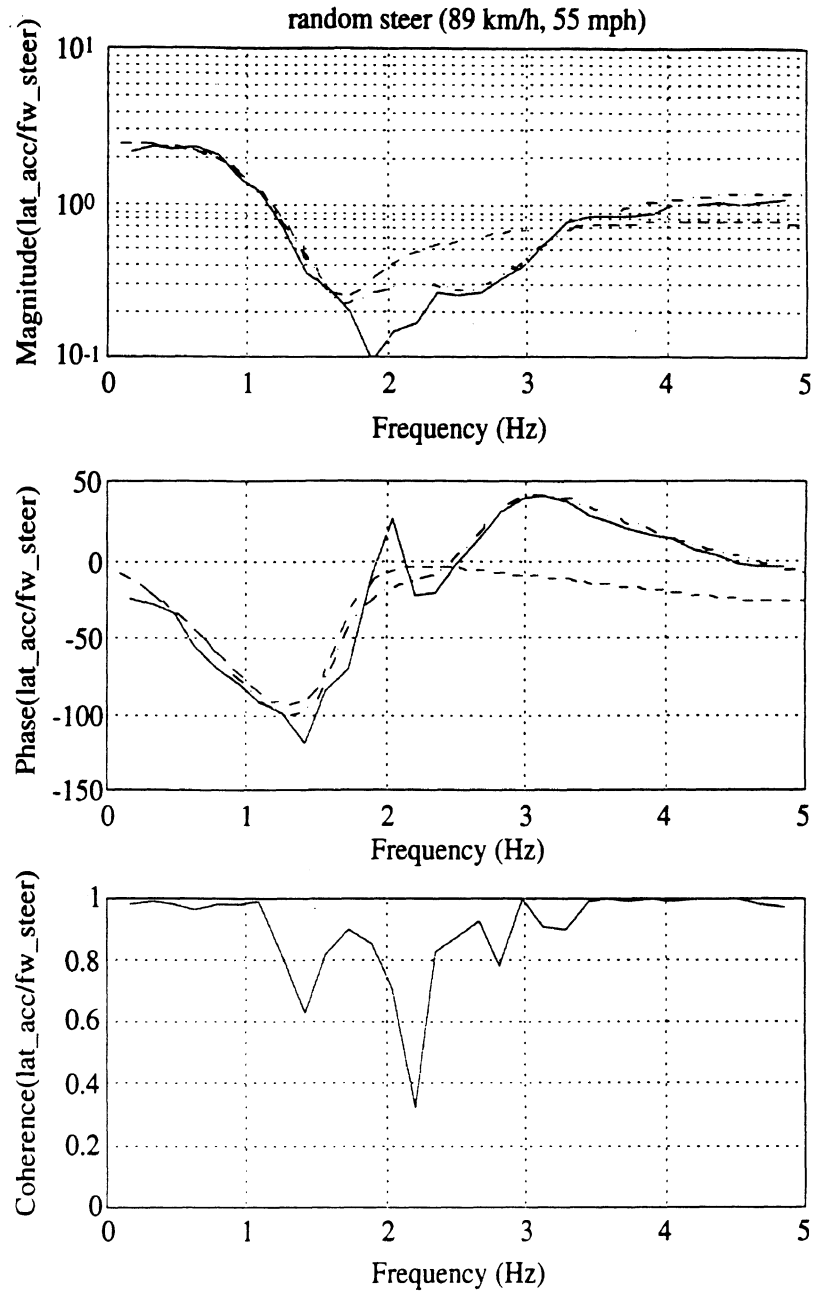 random steer (89 km/h, 55 mph)
Magnitude(lat_acc/fw_steer)
10^1
10^0
10^-1
0 1 2 3 4 5
Frequency (Hz)
Phase(lat_acc/fw_steer)
50
0
-50
-100
-150
0 1 2 3 4 5
Frequency (Hz)
Coherence(lat_acc/fw_steer)
1
0.8
0.6
0.4
0.2
0
0 1 2 3 4 5
Frequency (Hz)